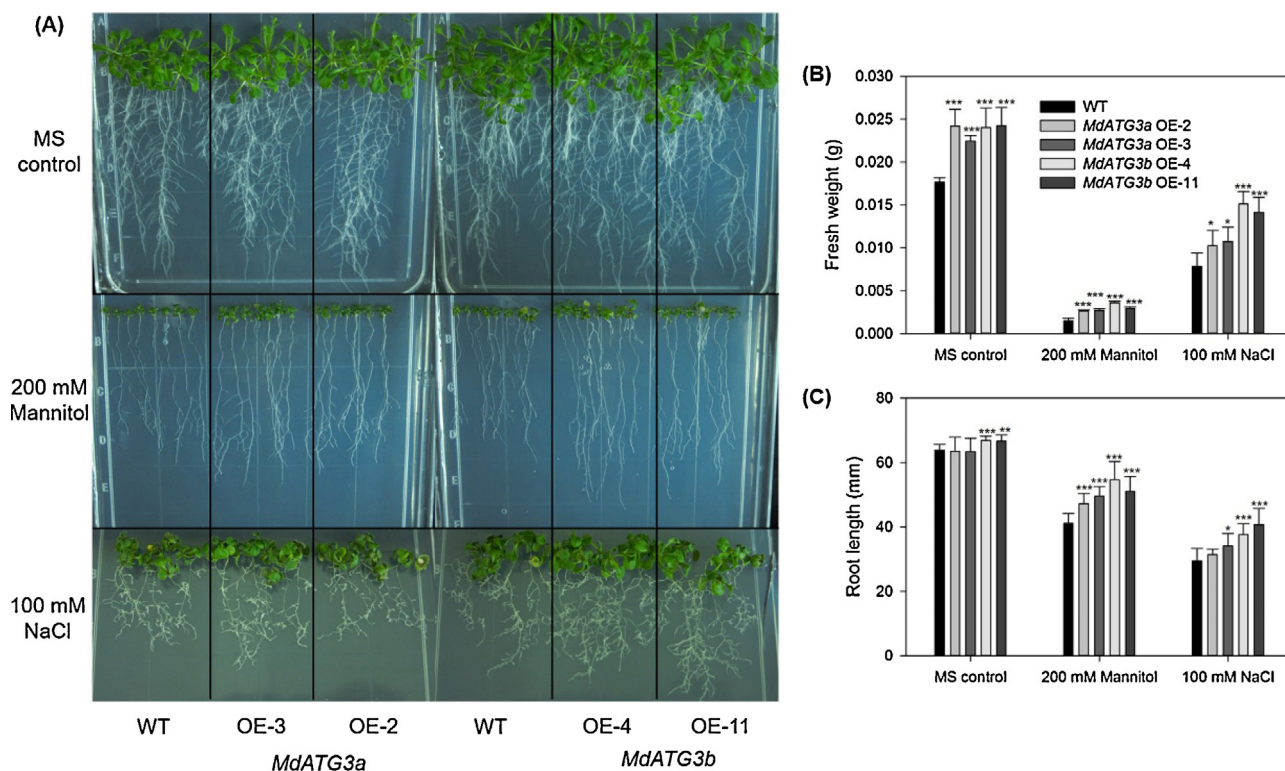 (A)
MS
control
200 mM
Mannitol
100 mM
NaCl
WT OE-3 OE-2 WT OE-4 OE-11
MdATG3a MdATG3b
(B)
Fresh weight (g)
0.030
0.025
0.020
0.015
0.010
0.005
0.000
WT
MdATG3a OE-2
MdATG3a OE-3
MdATG3b OE-4
MdATG3b OE-11
*** *** *** ***
*** *** *** ***
* * *** ***
MS control 200 mM Mannitol 100 mM NaCl
(C)
Root length (mm)
80
60
40
20
0
*** **
*** *** *** ***
* *** ***
MS control 200 mM Mannitol 100 mM NaCl